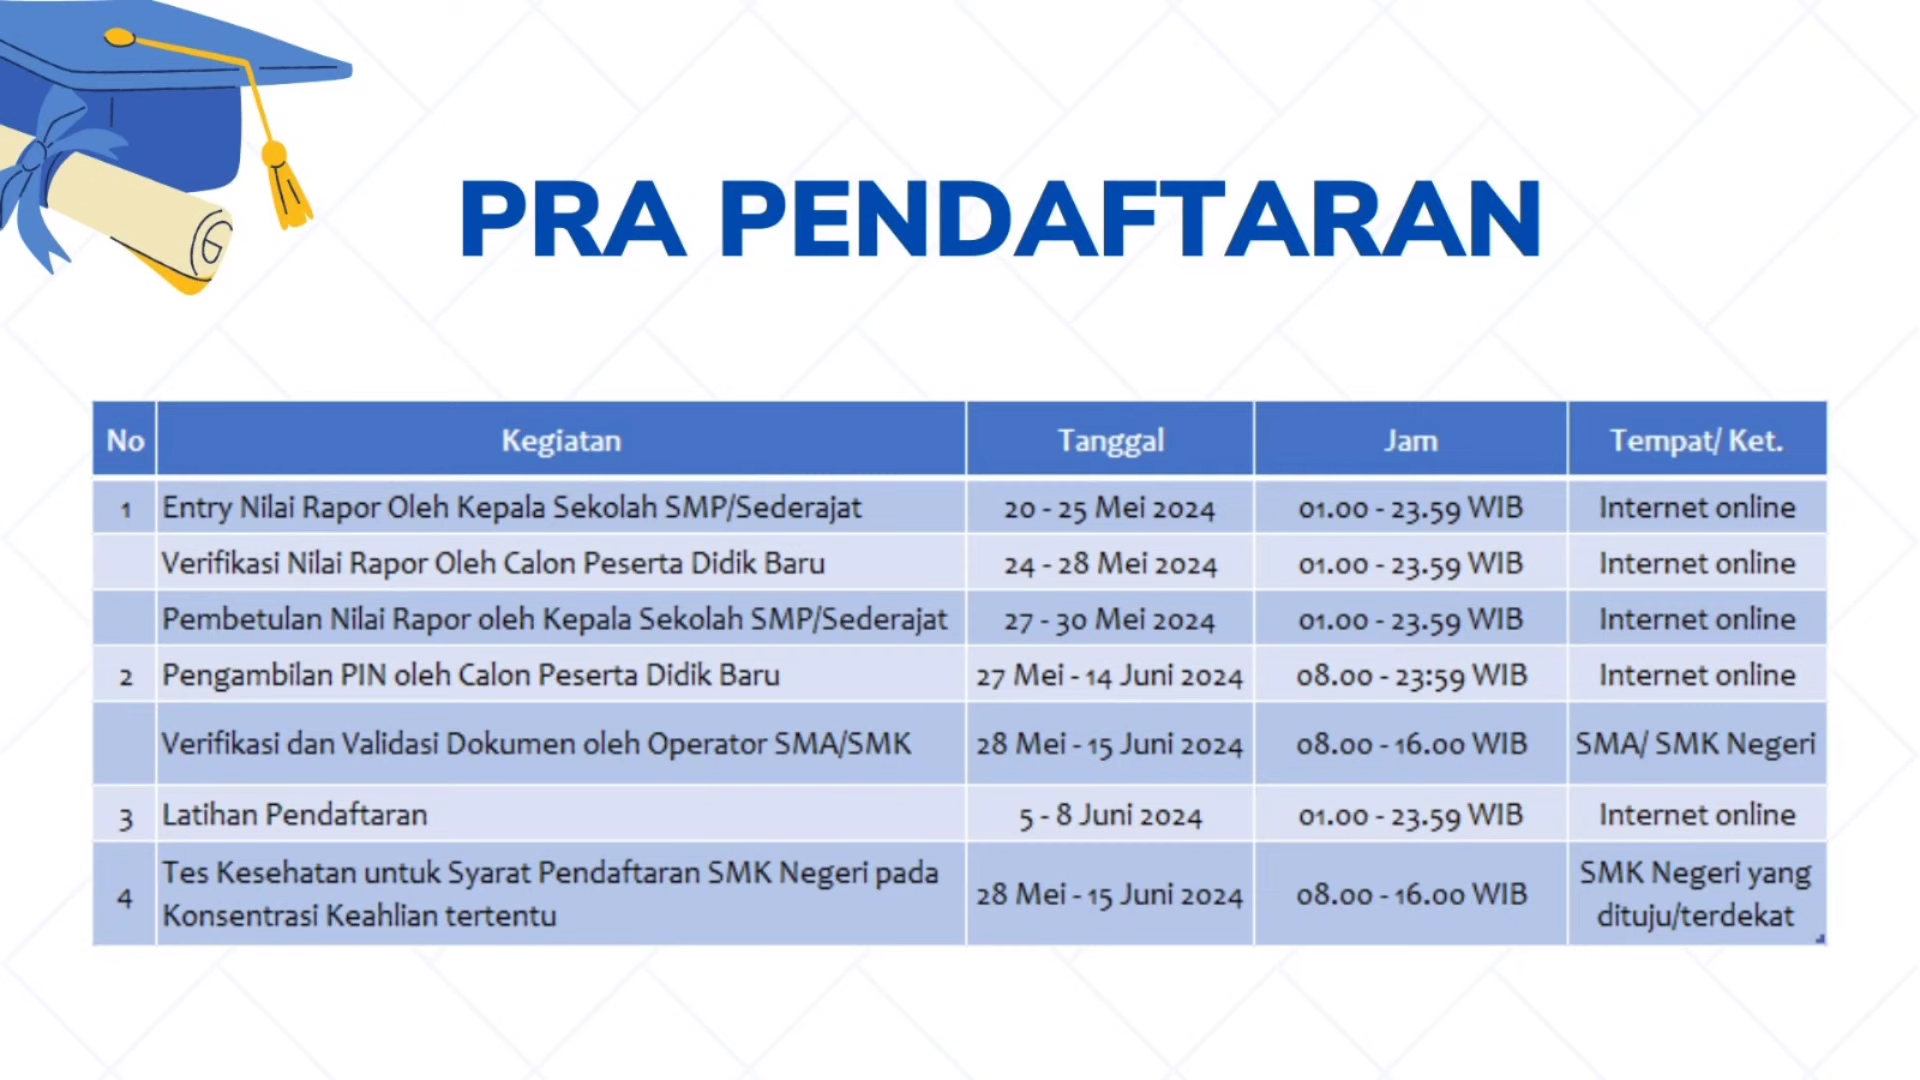 PRA PENDAFTARAN
No Kegiatan Tanggal Jam Tempat/ Ket.
1 Entry Nilai Rapor Oleh Kepala Sekolah SMP/Sederajat 20 - 25 Mei 2024 01.00 - 23.59 WIB Internet online
Verifikasi Nilai Rapor Oleh Calon Peserta Didik Baru 24 - 28 Mei 2024 01.00 - 23.59 WIB Internet online
Pembetulan Nilai Rapor oleh Kepala Sekolah SMP/Sederajat 27 - 30 Mei 2024 01.00 - 23.59 WIB Internet online
2 Pengambilan PIN oleh Calon Peserta Didik Baru 27 Mei - 14 Juni 2024 08.00 - 23:59 WIB Internet online
Verifikasi dan Validasi Dokumen oleh Operator SMA/SMK 28 Mei - 15 Juni 2024 08.00 - 16.00 WIB SMA/ SMK Negeri
3 Latihan Pendaftaran 5 - 8 Juni 2024 01.00 - 23.59 WIB Internet online
4 Tes Kesehatan untuk Syarat Pendaftaran SMK Negeri pada
Konsentrasi Keahlian tertentu 28 Mei - 15 Juni 2024 08.00 - 16.00 WIB SMK Negeri yang
dituju/terdekat